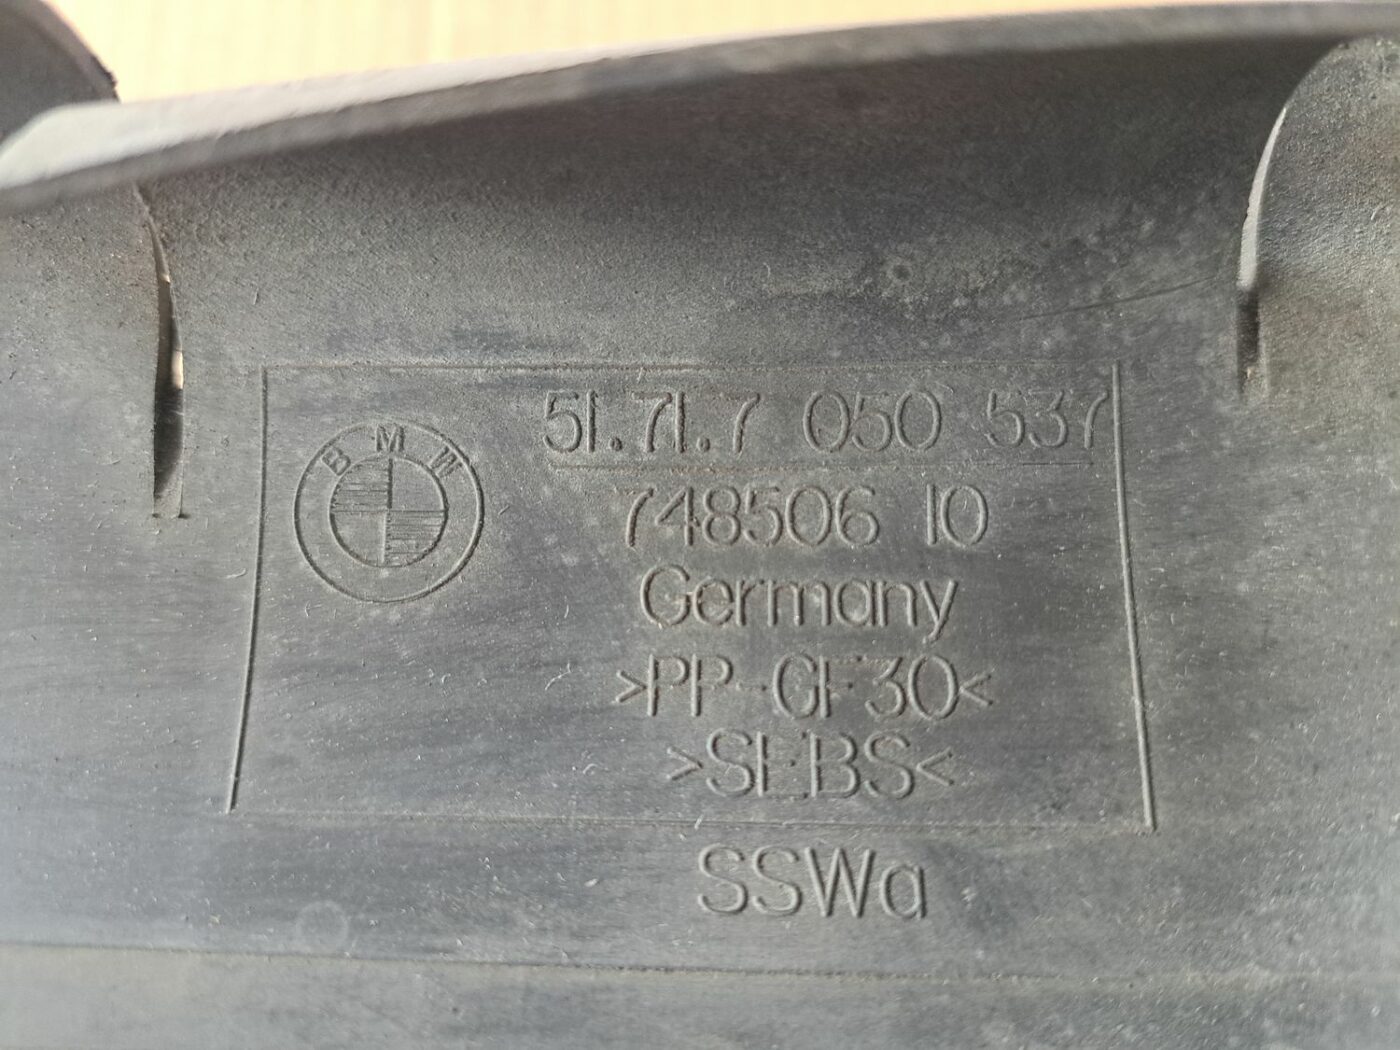 BMW
51.71.7 050 537
748506 10
Germany
>PP-GF30<
>SEBS<
SSWa